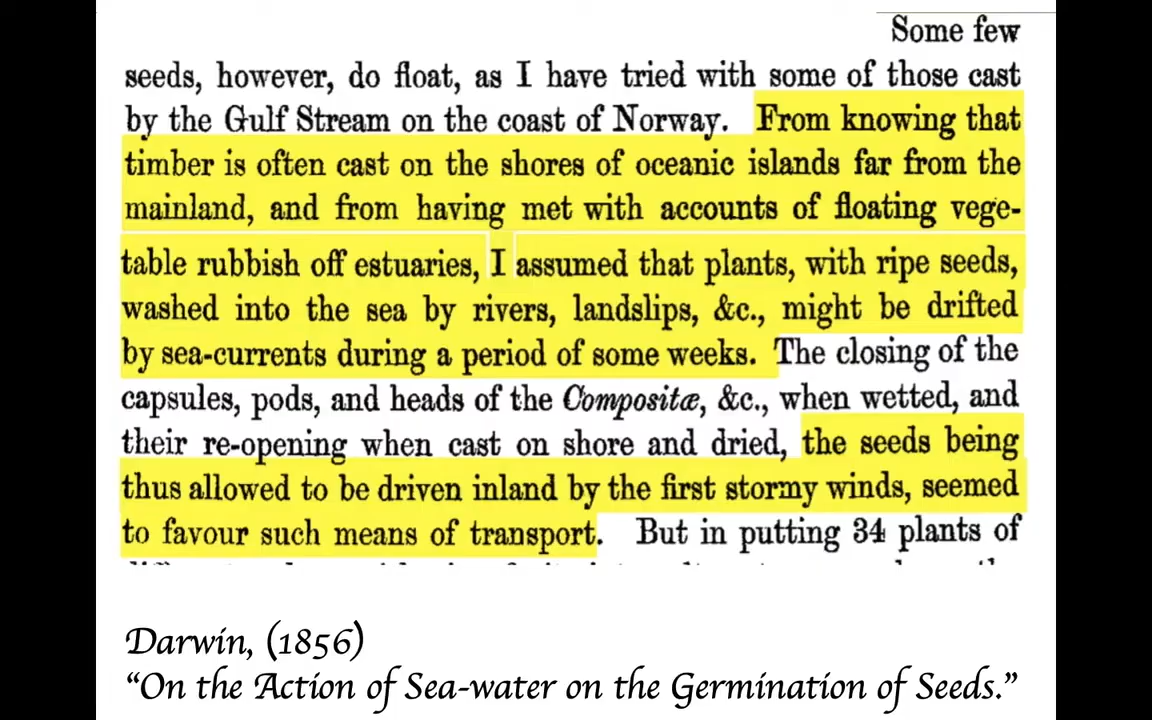 Some few
seeds, however, do float, as I have tried with some of those cast
by the Gulf Stream on the coast of Norway. From knowing that
timber is often cast on the shores of oceanic islands far from the
mainland, and from having met with accounts of floating vege-
table rubbish off estuaries, I assumed that plants, with ripe seeds,
washed into the sea by rivers, landslips, &c., might be drifted
by sea-currents during a period of some weeks. The closing of the
capsules, pods, and heads of the Compositæ, &c., when wetted, and
their re-opening when cast on shore and dried, the seeds being
thus allowed to be driven inland by the first stormy winds, seemed
to favour such means of transport. But in putting 34 plants of
Darwin, (1856)
“On the Action of Sea-water on the Germination of Seeds.”